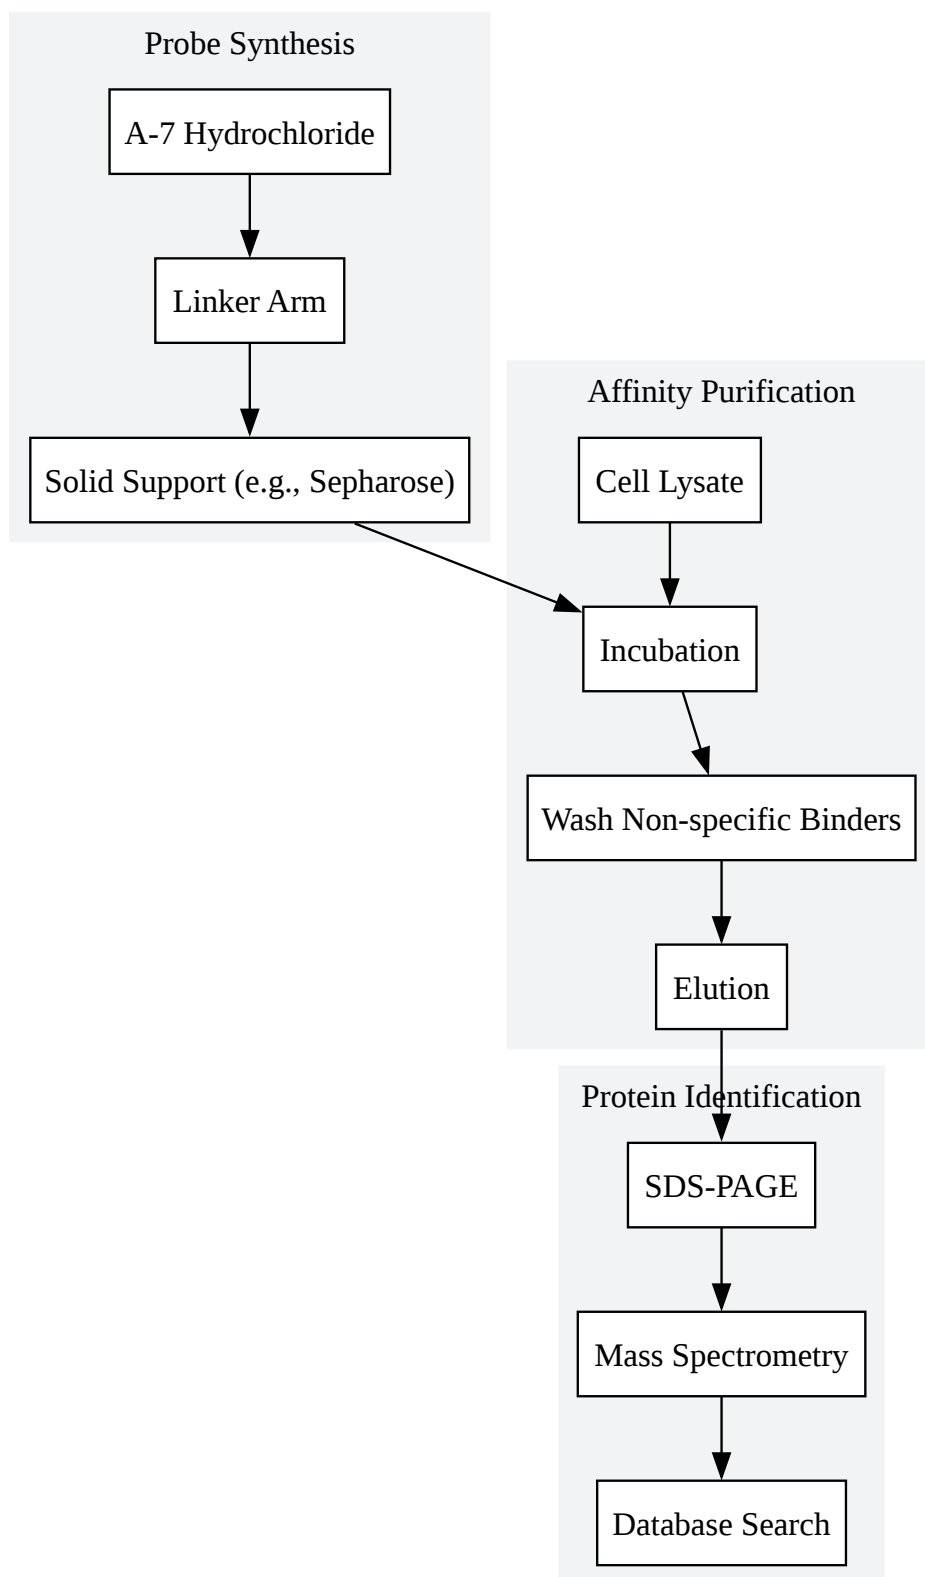 Probe Synthesis
A-7 Hydrochloride
Linker Arm
Solid Support (e.g., Sepharose)
Affinity Purification
Cell Lysate
Incubation
Wash Non-specific Binders
Elution
Protein Identification
SDS-PAGE
Mass Spectrometry
Database Search